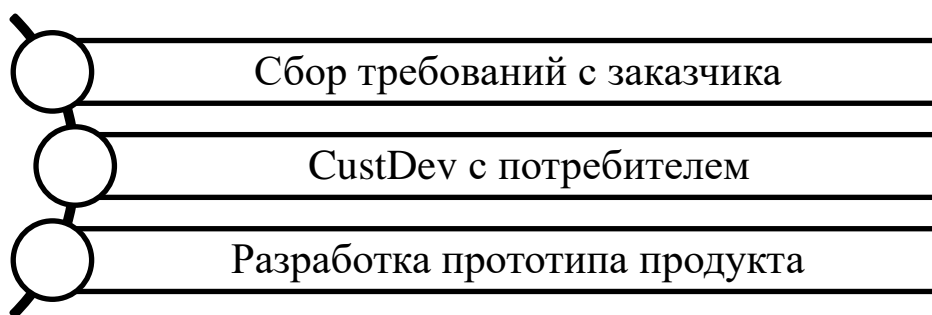 Сбор требований с заказчика
CustDev с потребителем
Разработка прототипа продукта